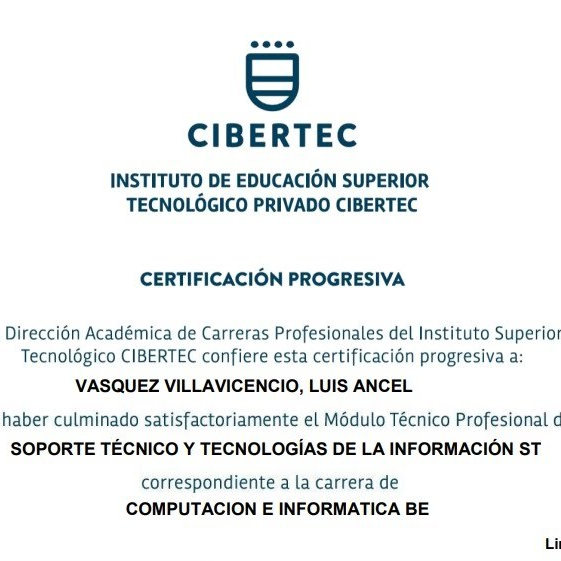 CIBERTEC
INSTITUTO DE EDUCACIÓN SUPERIOR
TECNOLÓGICO PRIVADO CIBERTEC
CERTIFICACIÓN PROGRESIVA
Dirección Académica de Carreras Profesionales del Instituto Superior
Tecnológico CIBERTEC confiere esta certificación progresiva a:
VASQUEZ VILLAVICENCIO, LUIS ANCEL
haber culminado satisfactoriamente el Módulo Técnico Profesional d
SOPORTE TÉCNICO Y TECNOLOGÍAS DE LA INFORMACIÓN ST
correspondiente a la carrera de
COMPUTACION E INFORMATICA BE